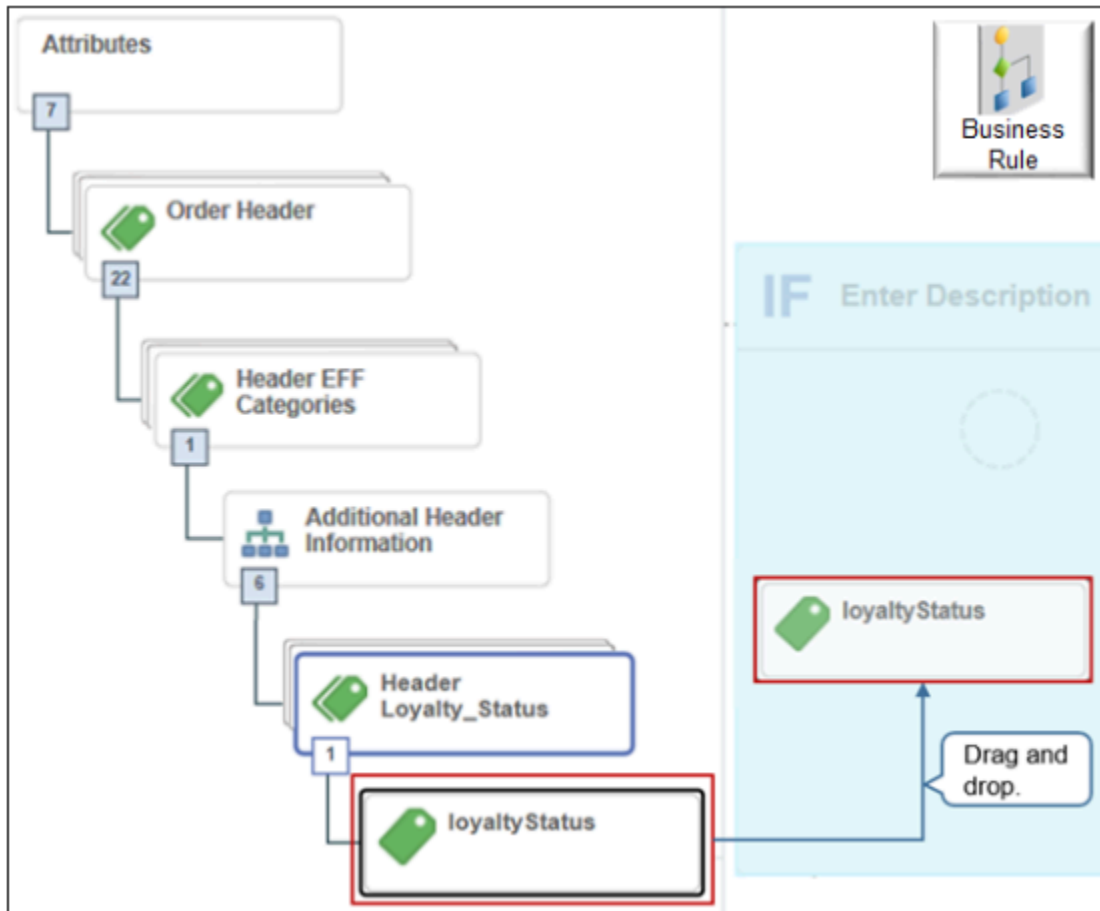 Attributes
7
Order Header
22
Header EFF
Categories
1
Additional Header
Information
6
Header
Loyalty_Status
1
loyaltyStatus
Business
Rule
IF Enter Description
loyaltyStatus
Drag and
drop.